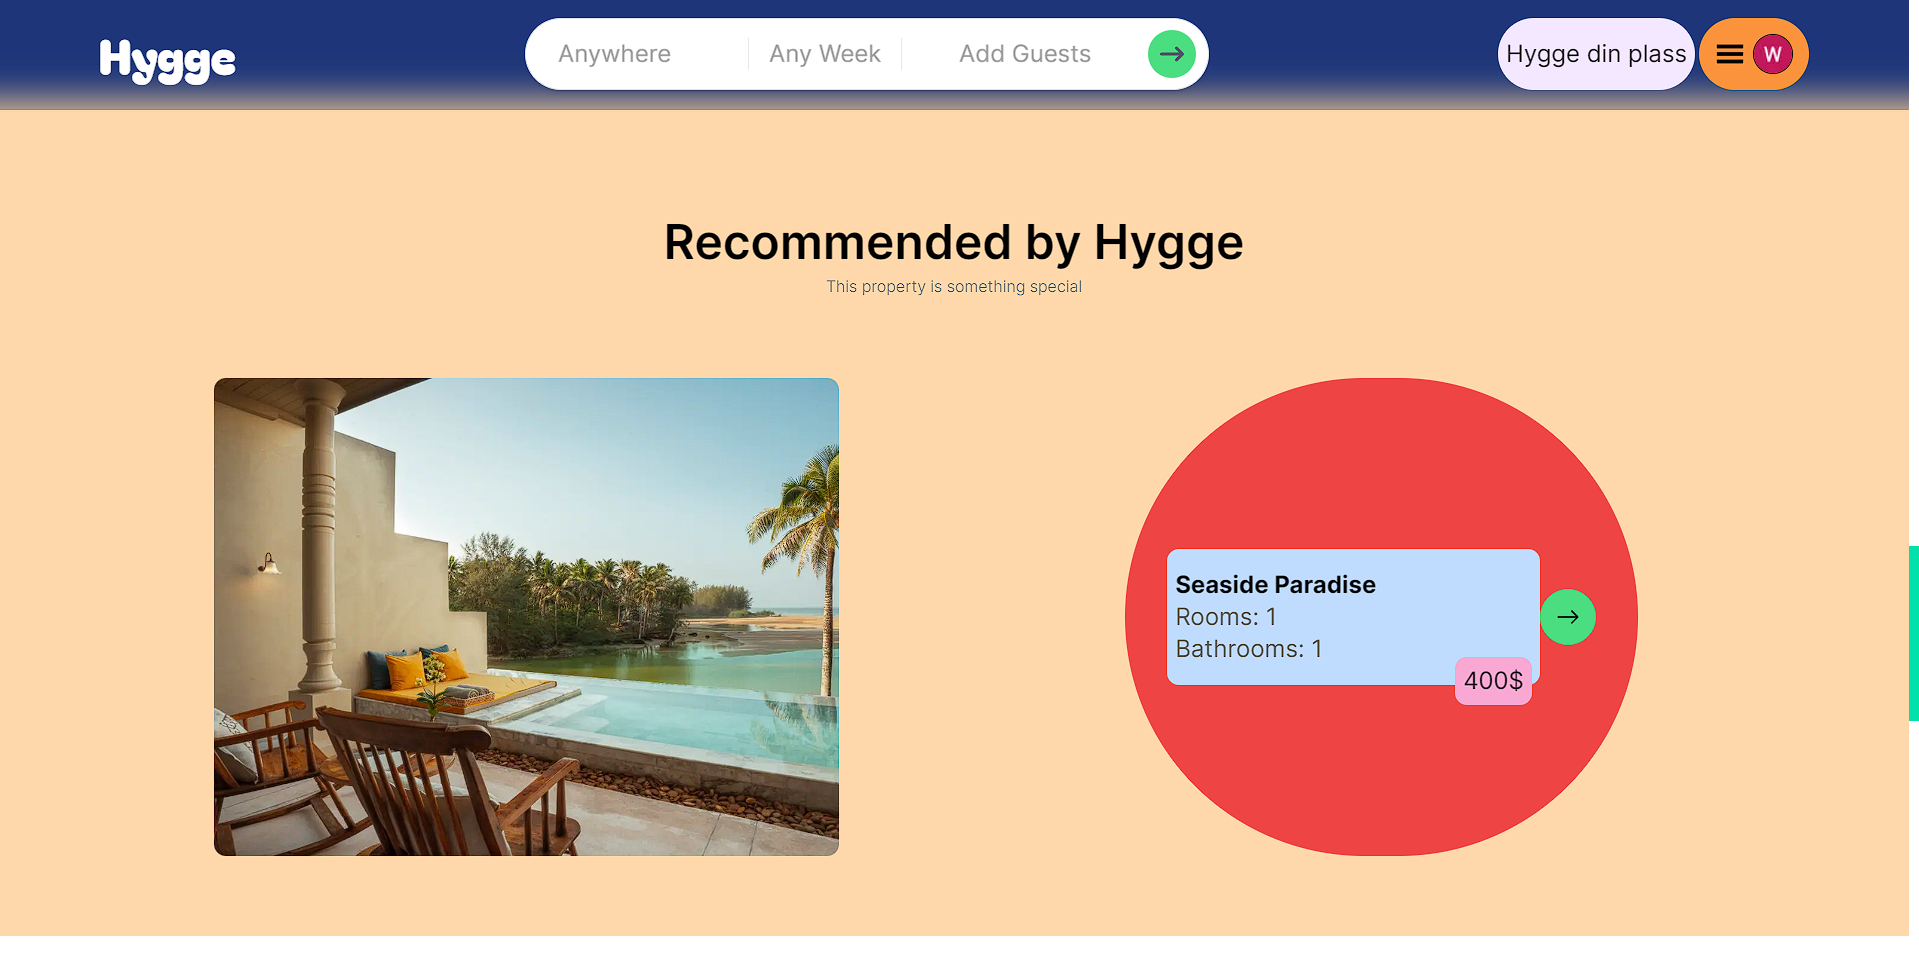 Hygge
Anywhere
Any Week
Add Guests
Hygge din plass
W
Recommended by Hygge
This property is something special
Seaside Paradise
Rooms: 1
Bathrooms: 1
400$